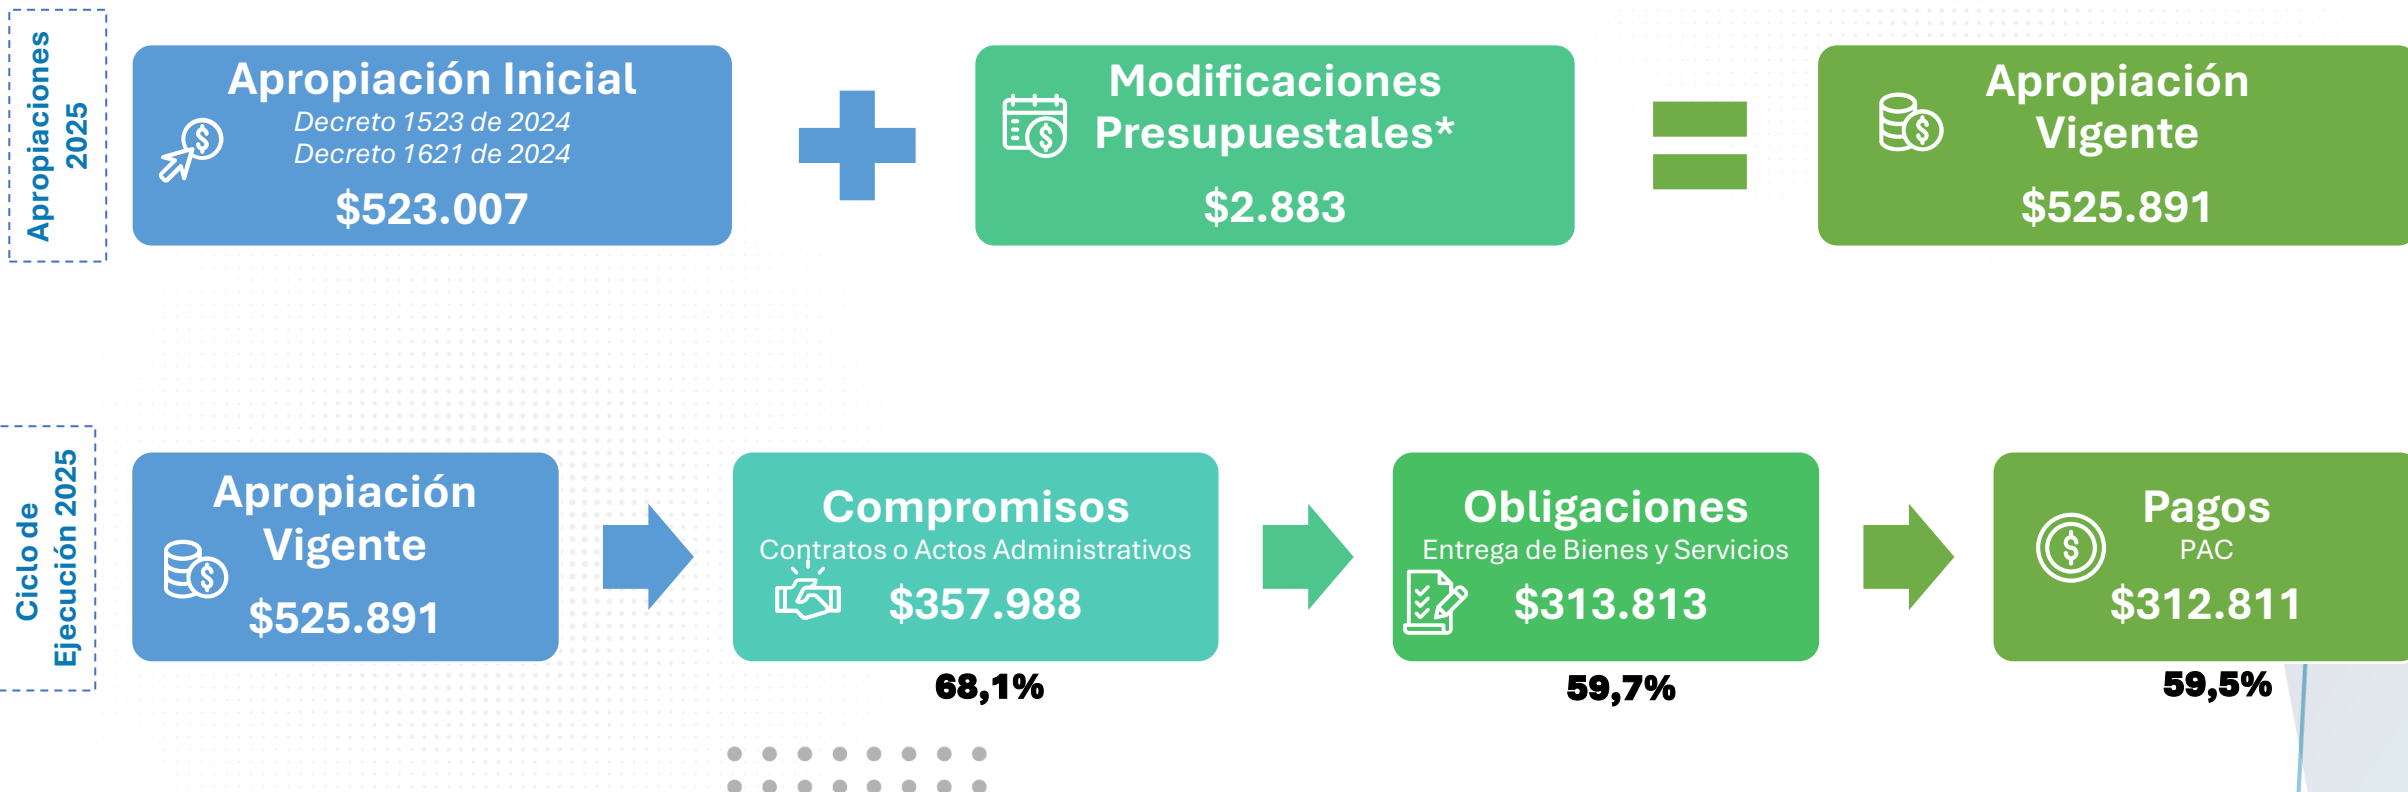 Apropiaciones
2025
Apropiación Inicial
Decreto 1523 de 2024
Decreto 1621 de 2024
$523.007
Modificaciones
Presupuestales*
$2.883
Apropiación
Vigente
$525.891
Ciclo de
Ejecución 2025
Apropiación
Vigente
$525.891
Compromisos
Contratos o Actos Administrativos
$357.988
68,1%
Obligaciones
Entrega de Bienes y Servicios
$313.813
59,7%
Pagos
PAC
$312.811
59,5%